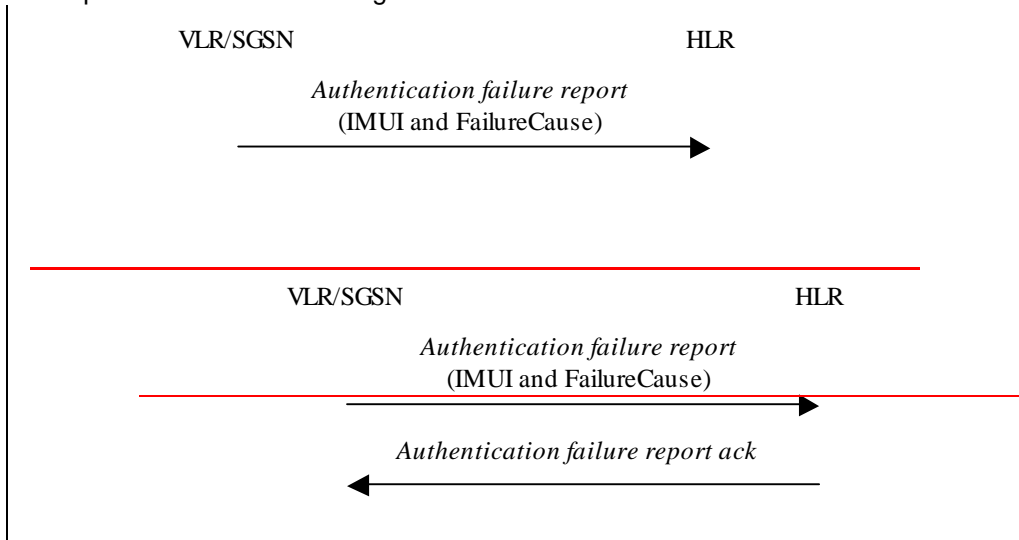 VLR/SGSN HLR
Authentication failure report
(IMUI and FailureCause)
VLR/SGSN HLR
Authentication failure report
(IMUI and FailureCause)
Authentication failure report ack